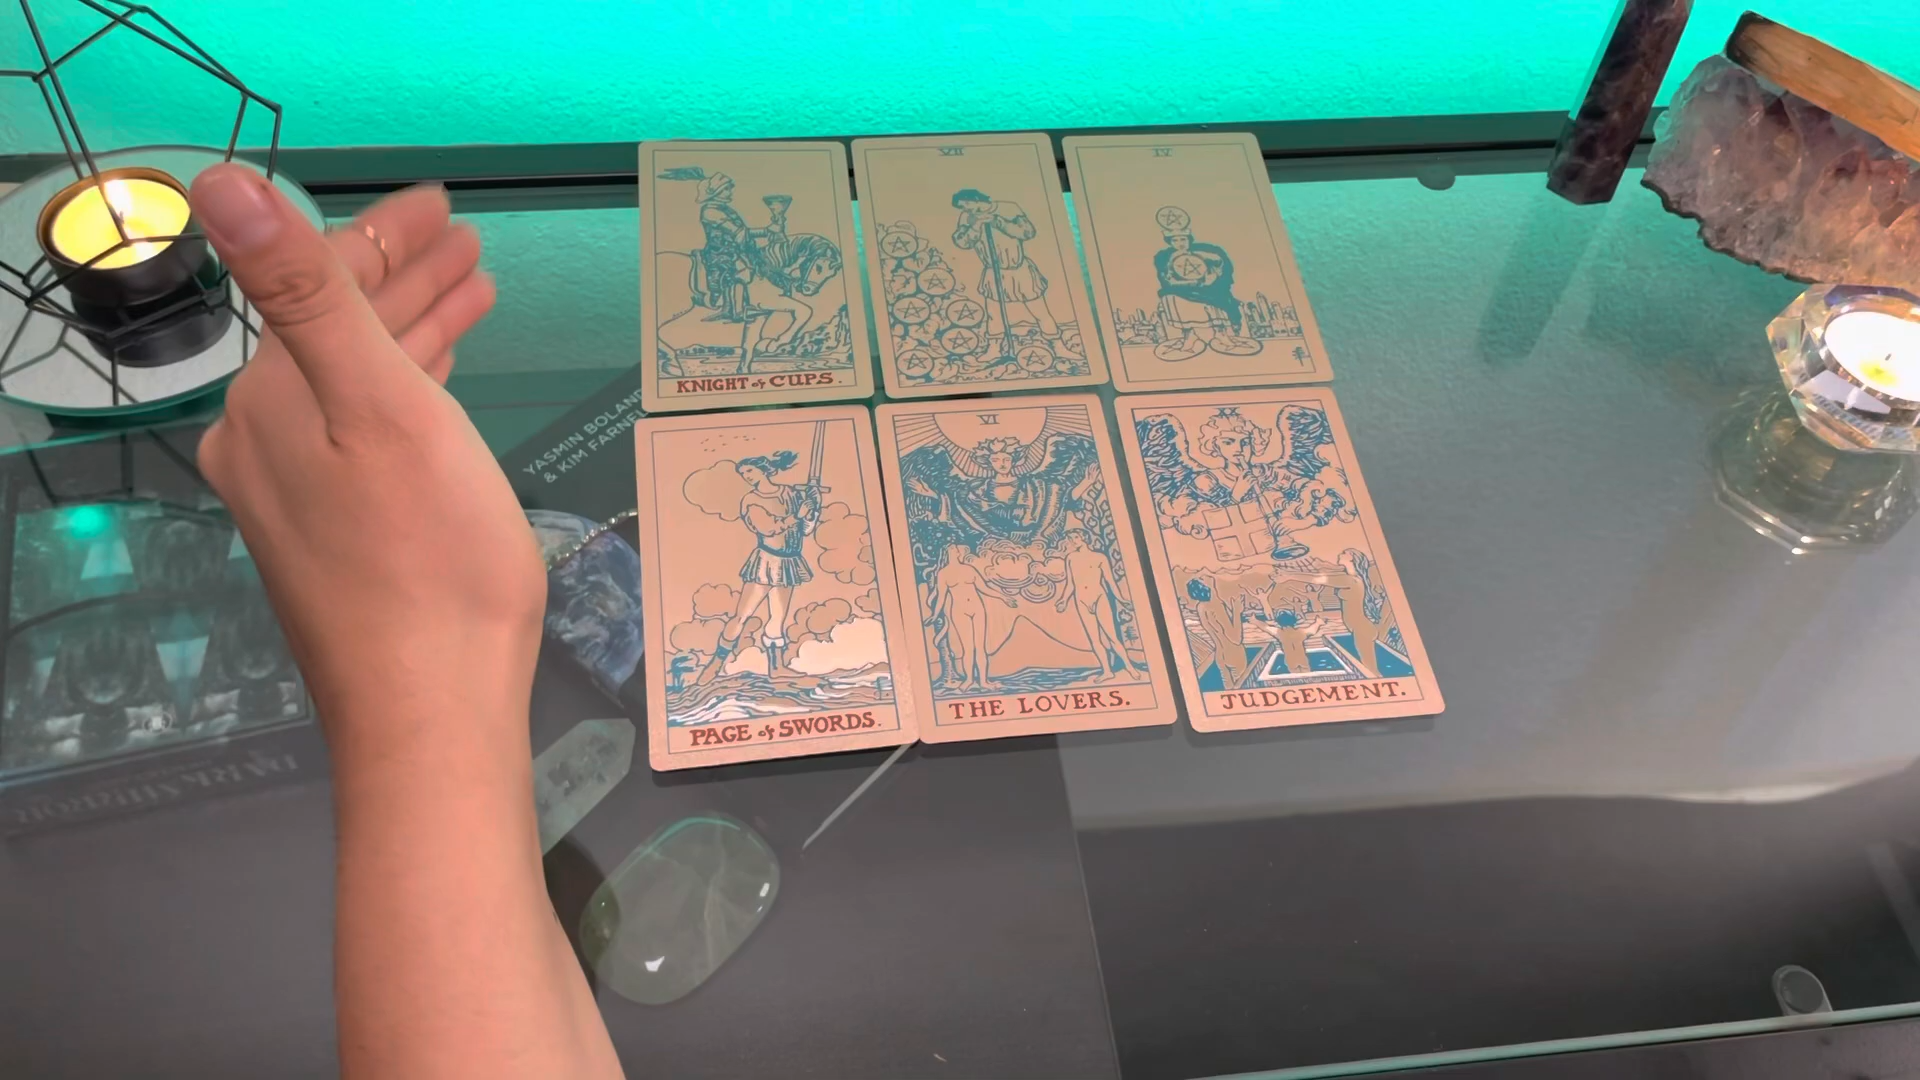 VII
IV
KNIGHT of CUPS.
YASMIN BOLAND
& KIM FARNELL
VI
XX
PAGE of SWORDS.
THE LOVERS.
JUDGEMENT.